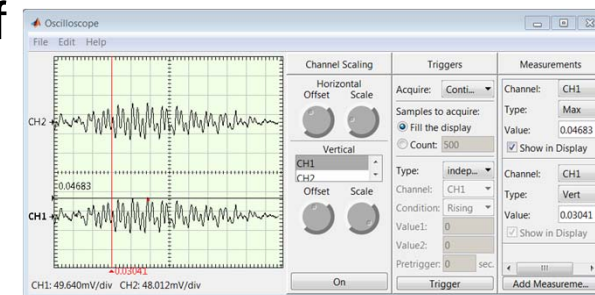 f
Oscilloscope
File Edit Help
CH2
0.04683
CH1
0.03041
CH1: 49.640mV/div CH2: 48.012mV/div
Channel Scaling
Horizontal
Offset Scale
Vertical
CH1
CH2
Offset Scale
On
Triggers
Acquire: Conti...
Samples to acquire:
Fill the display
Count: 500
Type: indep...
Channel: CH1
Condition: Rising
Value1: 0
Value2: 0
Pretrigger: 0 sec.
Trigger
Measurements
Channel: CH1
Type: Max
Value: 0.04683
Show in Display
Channel: CH1
Type: Vert
Value: 0.03041
Show in Display
Add Measureme...